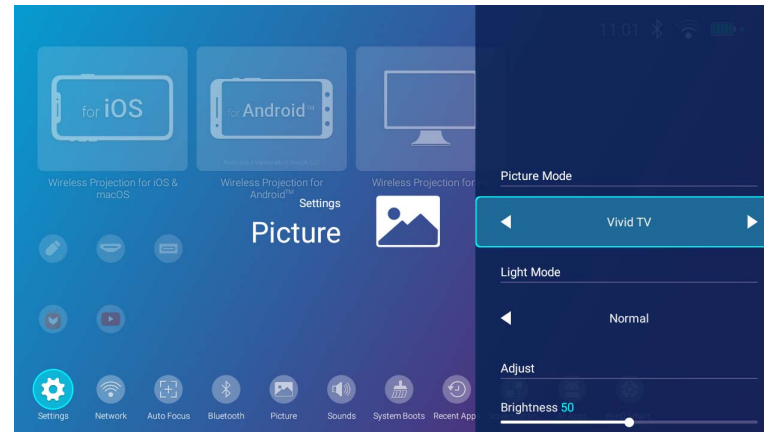 11:01
for iOS
for Android™
Wireless Projection for iOS &
macOS
Wireless Projection for
Android™
Wireless Projection for
Settings
Picture
Picture Mode
Vivid TV
Light Mode
Normal
Adjust
Brightness 50
Settings
Network
Auto Focus
Bluetooth
Picture
Sounds
System Boots
Recent App